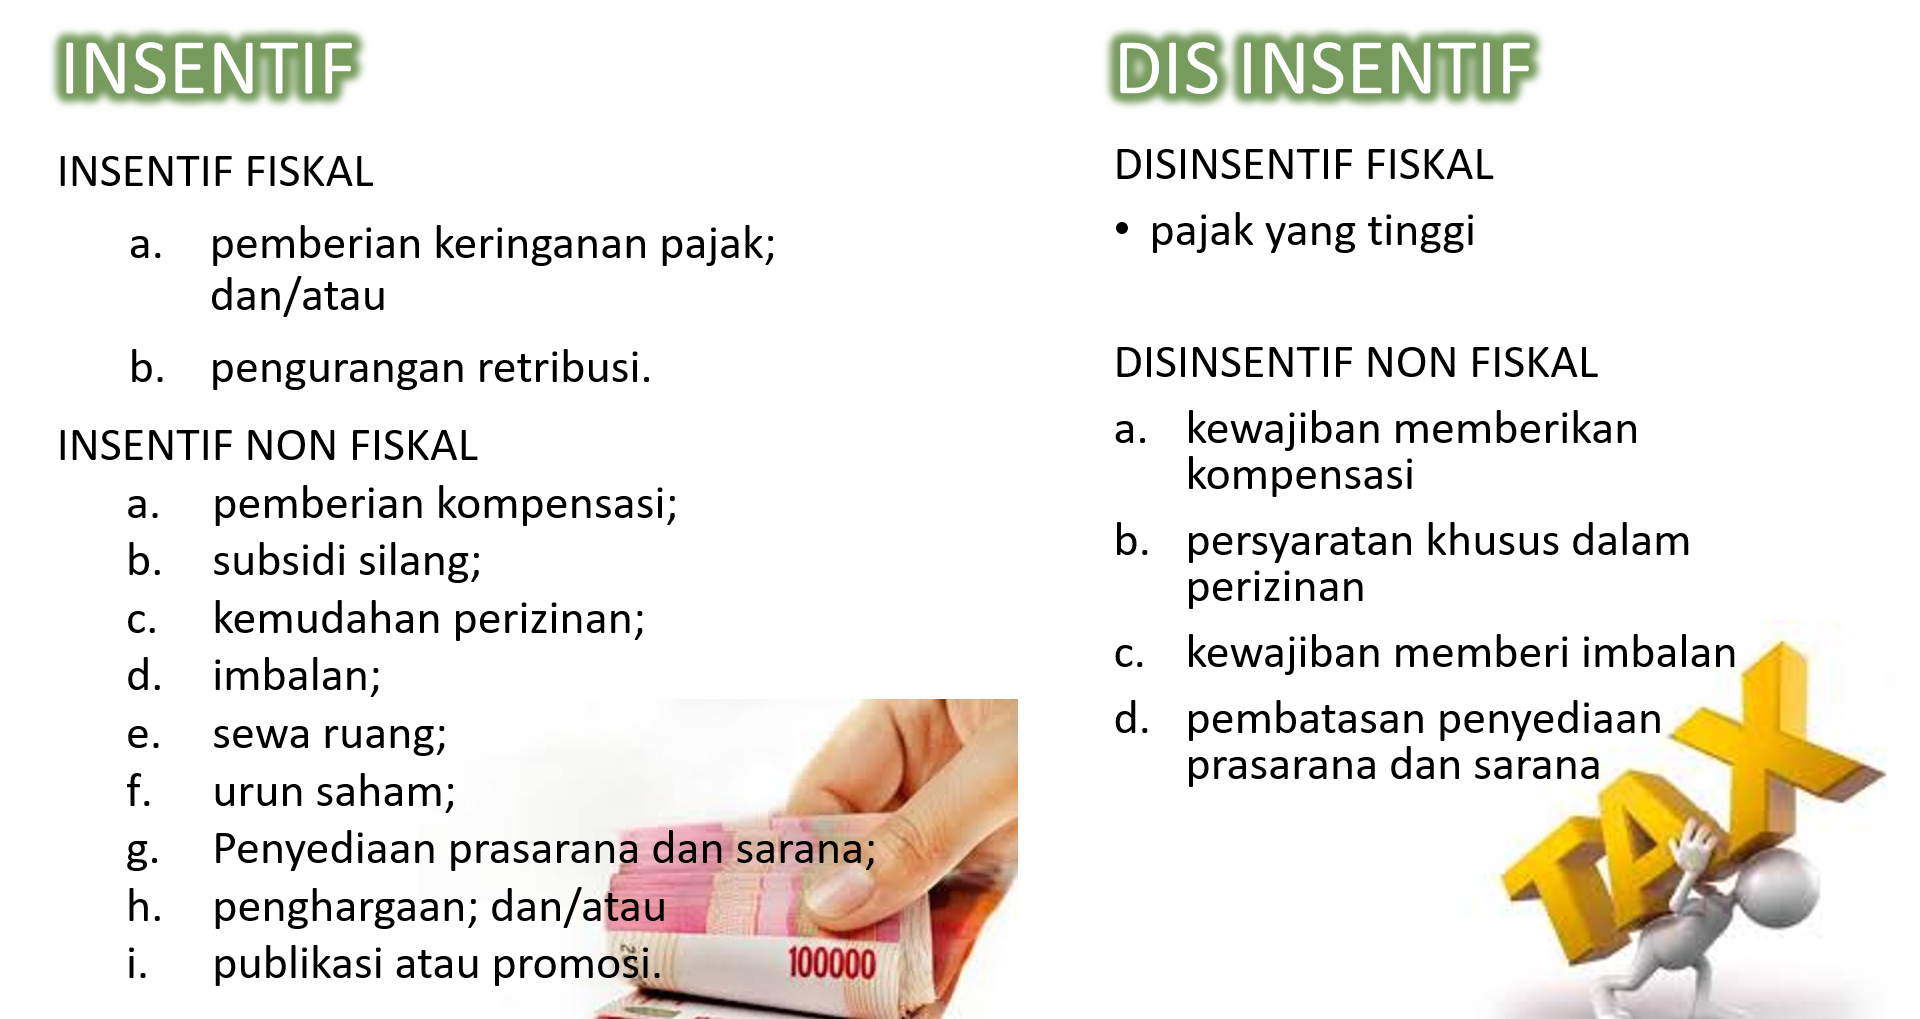 INSENTIF
INSENTIF FISKAL
a. pemberian keringanan pajak;
dan/atau
b. pengurangan retribusi.
INSENTIF NON FISKAL
a. pemberian kompensasi;
b. subsidi silang;
c. kemudahan perizinan;
d. imbalan;
e. sewa ruang;
f. urun saham;
g. Penyediaan prasarana dan sarana;
h. penghargaan; dan/atau
i. publikasi atau promosi.
100000
DIS INSENTIF
DISINSENTIF FISKAL
• pajak yang tinggi
DISINSENTIF NON FISKAL
a. kewajiban memberikan
kompensasi
b. persyaratan khusus dalam
perizinan
c. kewajiban memberi imbalan
d. pembatasan penyediaan
prasarana dan sarana
TAX